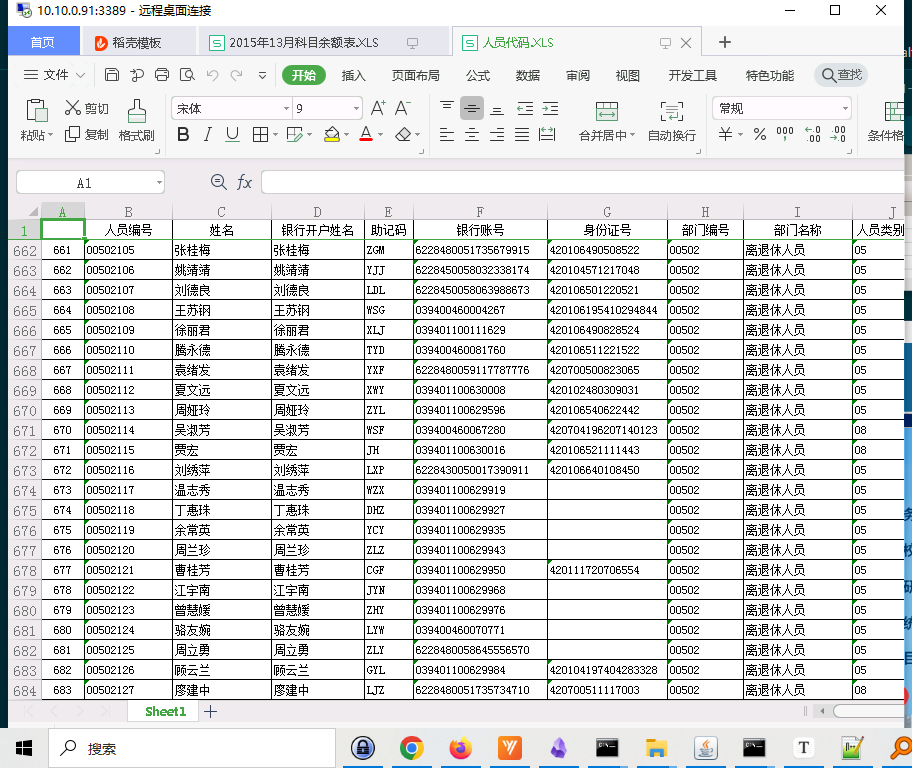 10.10.0.91:3389 - 远程桌面连接
首页 稻壳模板 2015年13月科目余额表.XLS 人员代码.XLS
文件 开始 插入 页面布局 公式 数据 审阅 视图 开发工具 特色功能 查找
粘贴 剪切 复制 格式刷 宋体 9 合并居中 自动换行 常规 条件格
A1 fx
A B C D E F G H I J
1 人员编号 姓名 银行开户姓名 助记码 银行账号 身份证号 部门编号 部门名称 人员类别
662 661 00502105 张桂梅 张桂梅 ZGM 6228480051735679915 420106490508522 00502 离退休人员 05
663 662 00502106 姚清清 姚清清 YJJ 6228450058032338174 420104571217048 00502 离退休人员 05
664 663 00502107 刘德良 刘德良 LDL 6228450058063988673 420106501220521 00502 离退休人员 05
665 664 00502108 王苏钢 王苏钢 WSG 039400460004267 420106195410294844 00502 离退休人员 05
666 665 00502109 徐丽君 徐丽君 XLJ 039401100111629 420106490828524 00502 离退休人员 05
667 666 00502110 腾永德 腾永德 TYD 039400460081760 420106511221522 00502 离退休人员 05
668 667 00502111 袁绪发 袁绪发 YXF 6228480059117787776 420700500823065 00502 离退休人员 05
669 668 00502112 夏文远 夏文远 XWY 039401100630008 420102480309031 00502 离退休人员 05
670 669 00502113 周娅玲 周娅玲 ZYL 039401100629596 420106540622442 00502 离退休人员 05
671 670 00502114 吴淑芳 吴淑芳 WSF 039400460067280 420704196207140123 00502 离退休人员 08
672 671 00502115 贾宏 贾宏 JH 039401100630016 420106521111443 00502 离退休人员 08
673 672 00502116 刘绣萍 刘绣萍 LXP 6228430050017390911 420106640108450 00502 离退休人员 05
674 673 00502117 温志秀 温志秀 WZX 039401100629919 00502 离退休人员 05
675 674 00502118 丁惠珠 丁惠珠 DHZ 039401100629927 00502 离退休人员 05
676 675 00502119 余常英 余常英 YCY 039401100629935 00502 离退休人员 05
677 676 00502120 周兰珍 周兰珍 ZLZ 039401100629943 00502 离退休人员 05
678 677 00502121 曹桂芳 曹桂芳 CGF 039401100629950 420111720706554 00502 离退休人员 05
679 678 00502122 江宇南 江宇南 JYN 039401100629968 00502 离退休人员 05
680 679 00502123 曾慧媛 曾慧媛 ZHY 039401100629976 00502 离退休人员 05
681 680 00502124 骆友婉 骆友婉 LYW 039400460070771 00502 离退休人员 05
682 681 00502125 周立勇 周立勇 ZLY 6228480058645556570 00502 离退休人员 05
683 682 00502126 顾云兰 顾云兰 GYL 039401100629984 420104197404283328 00502 离退休人员 05
684 683 00502127 廖建中 廖建中 LJZ 6228480051735734710 420700511117003 00502 离退休人员 08
Sheet1
搜索